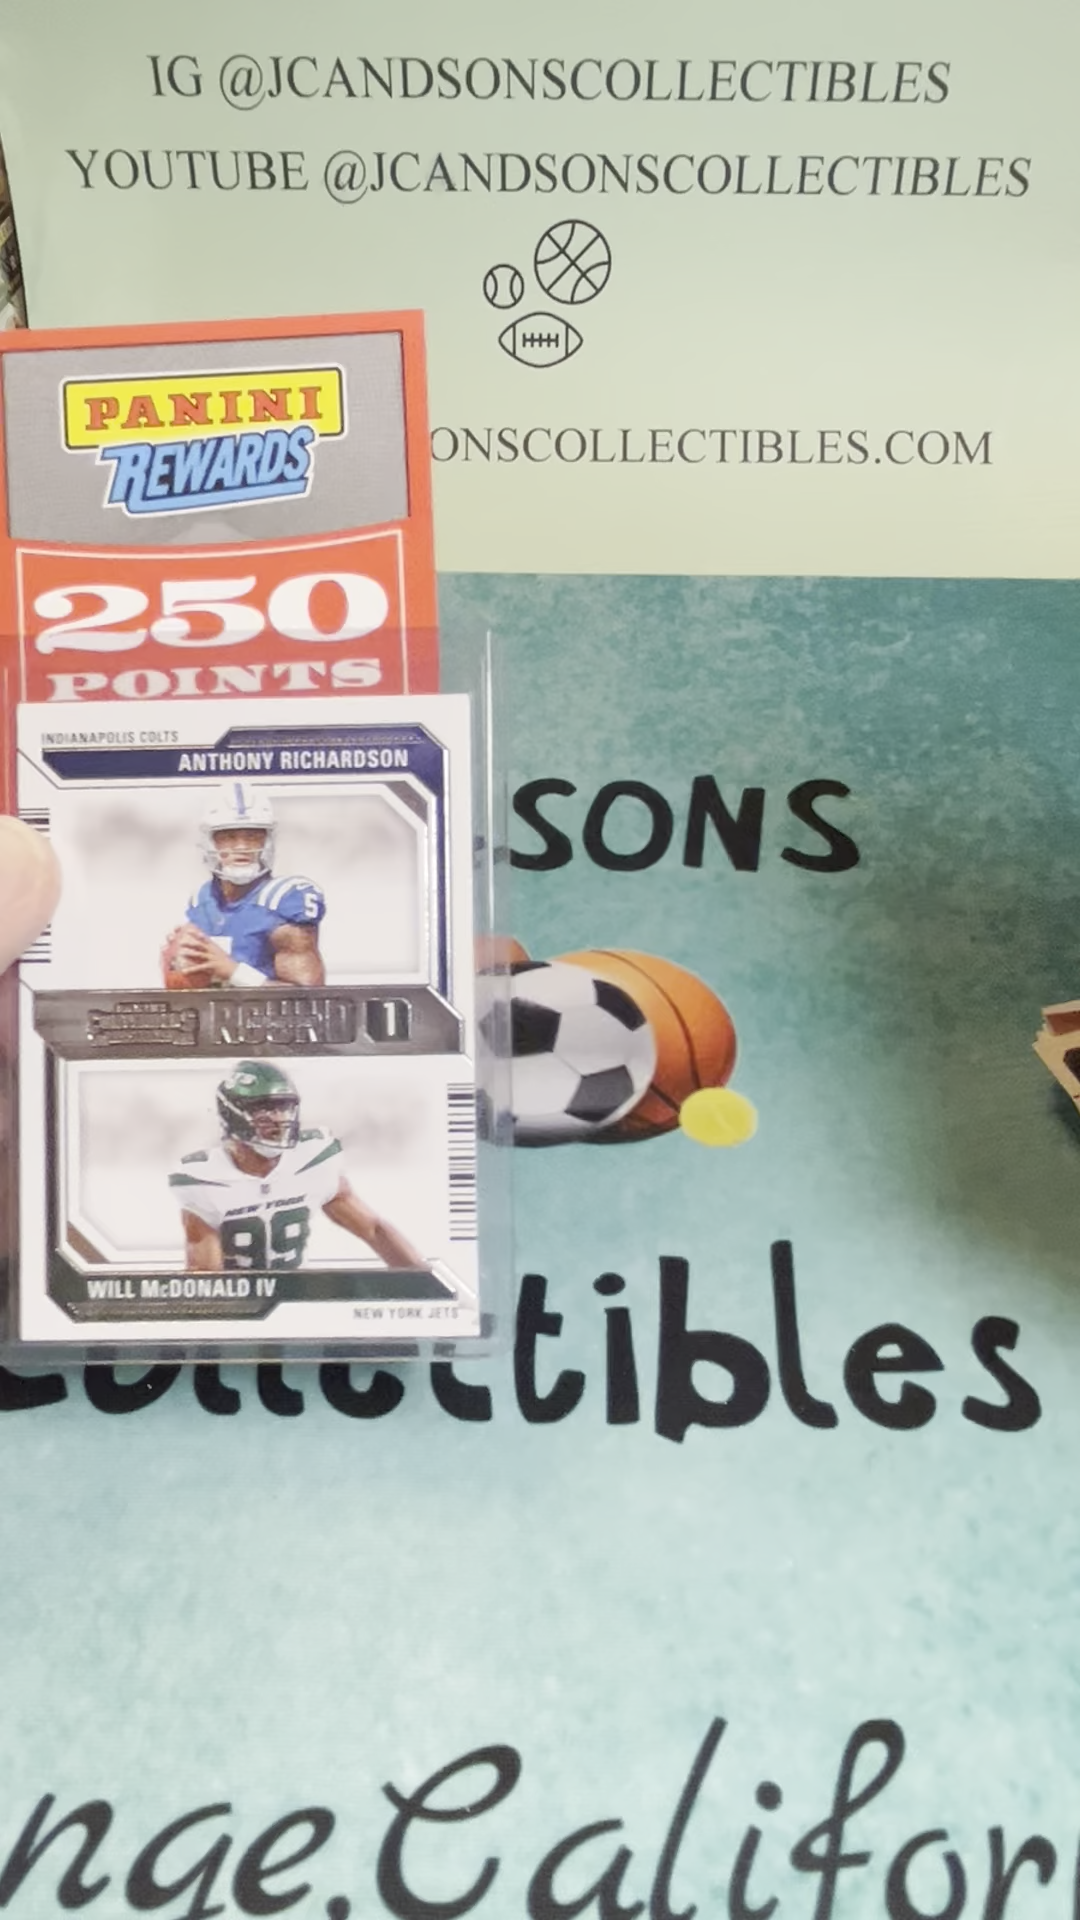 IG @JCANDSONSCOLLECTIBLES
YOUTUBE @JCANDSONSCOLLECTIBLES
ONSCOLLECTIBLES.COM
PANINI
REWARDS
250
POINTS
INDIANAPOLIS COLTS
ANTHONY RICHARDSON
5
ROUND 1
NEW YORK
99
WILL McDONALD IV
NEW YORK JETS
SONS
Collectibles
nge, Califor